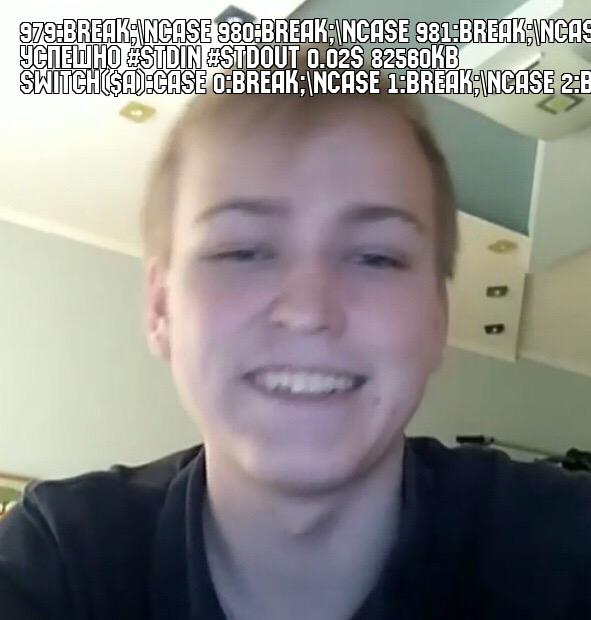 979:BREAK;\NCASE 980:BREAK;\NCASE 981:BREAK;\NCAS
УСПЕШНО #STDIN #STDOUT 0.02S 82560KB
SWITCH($A):CASE 0:BREAK;\NCASE 1:BREAK;\NCASE 2:B